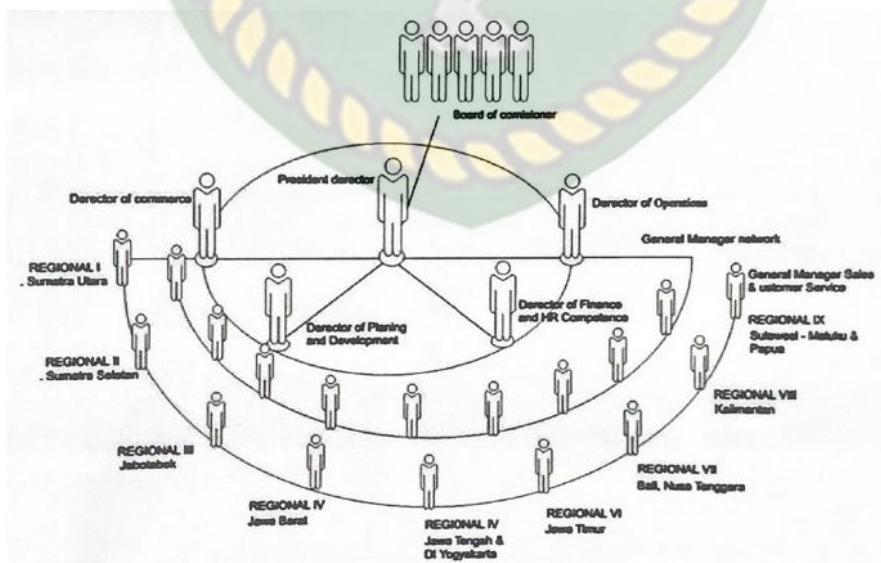 Board of comisioner
President derector
Derector of commerce
Derector of Operations
General Manager network
REGIONAL I
. Sumatra Utara
General Manager Sales
& ustomer Service
Director of Planing
and Development
Director of Finance
and HR Competence
REGIONAL IX
Sulawesi - Maluku &
Papua
REGIONAL II
. Sumatra Selatan
REGIONAL VIII
Kalimantan
REGIONAL III
Jabotabek
REGIONAL VII
Bali, Nusa Tenggara
REGIONAL IV
Jawa Barat
REGIONAL IV
Jawa Tengah &
DI Yogyakarta
REGIONAL VI
Jawa Timur